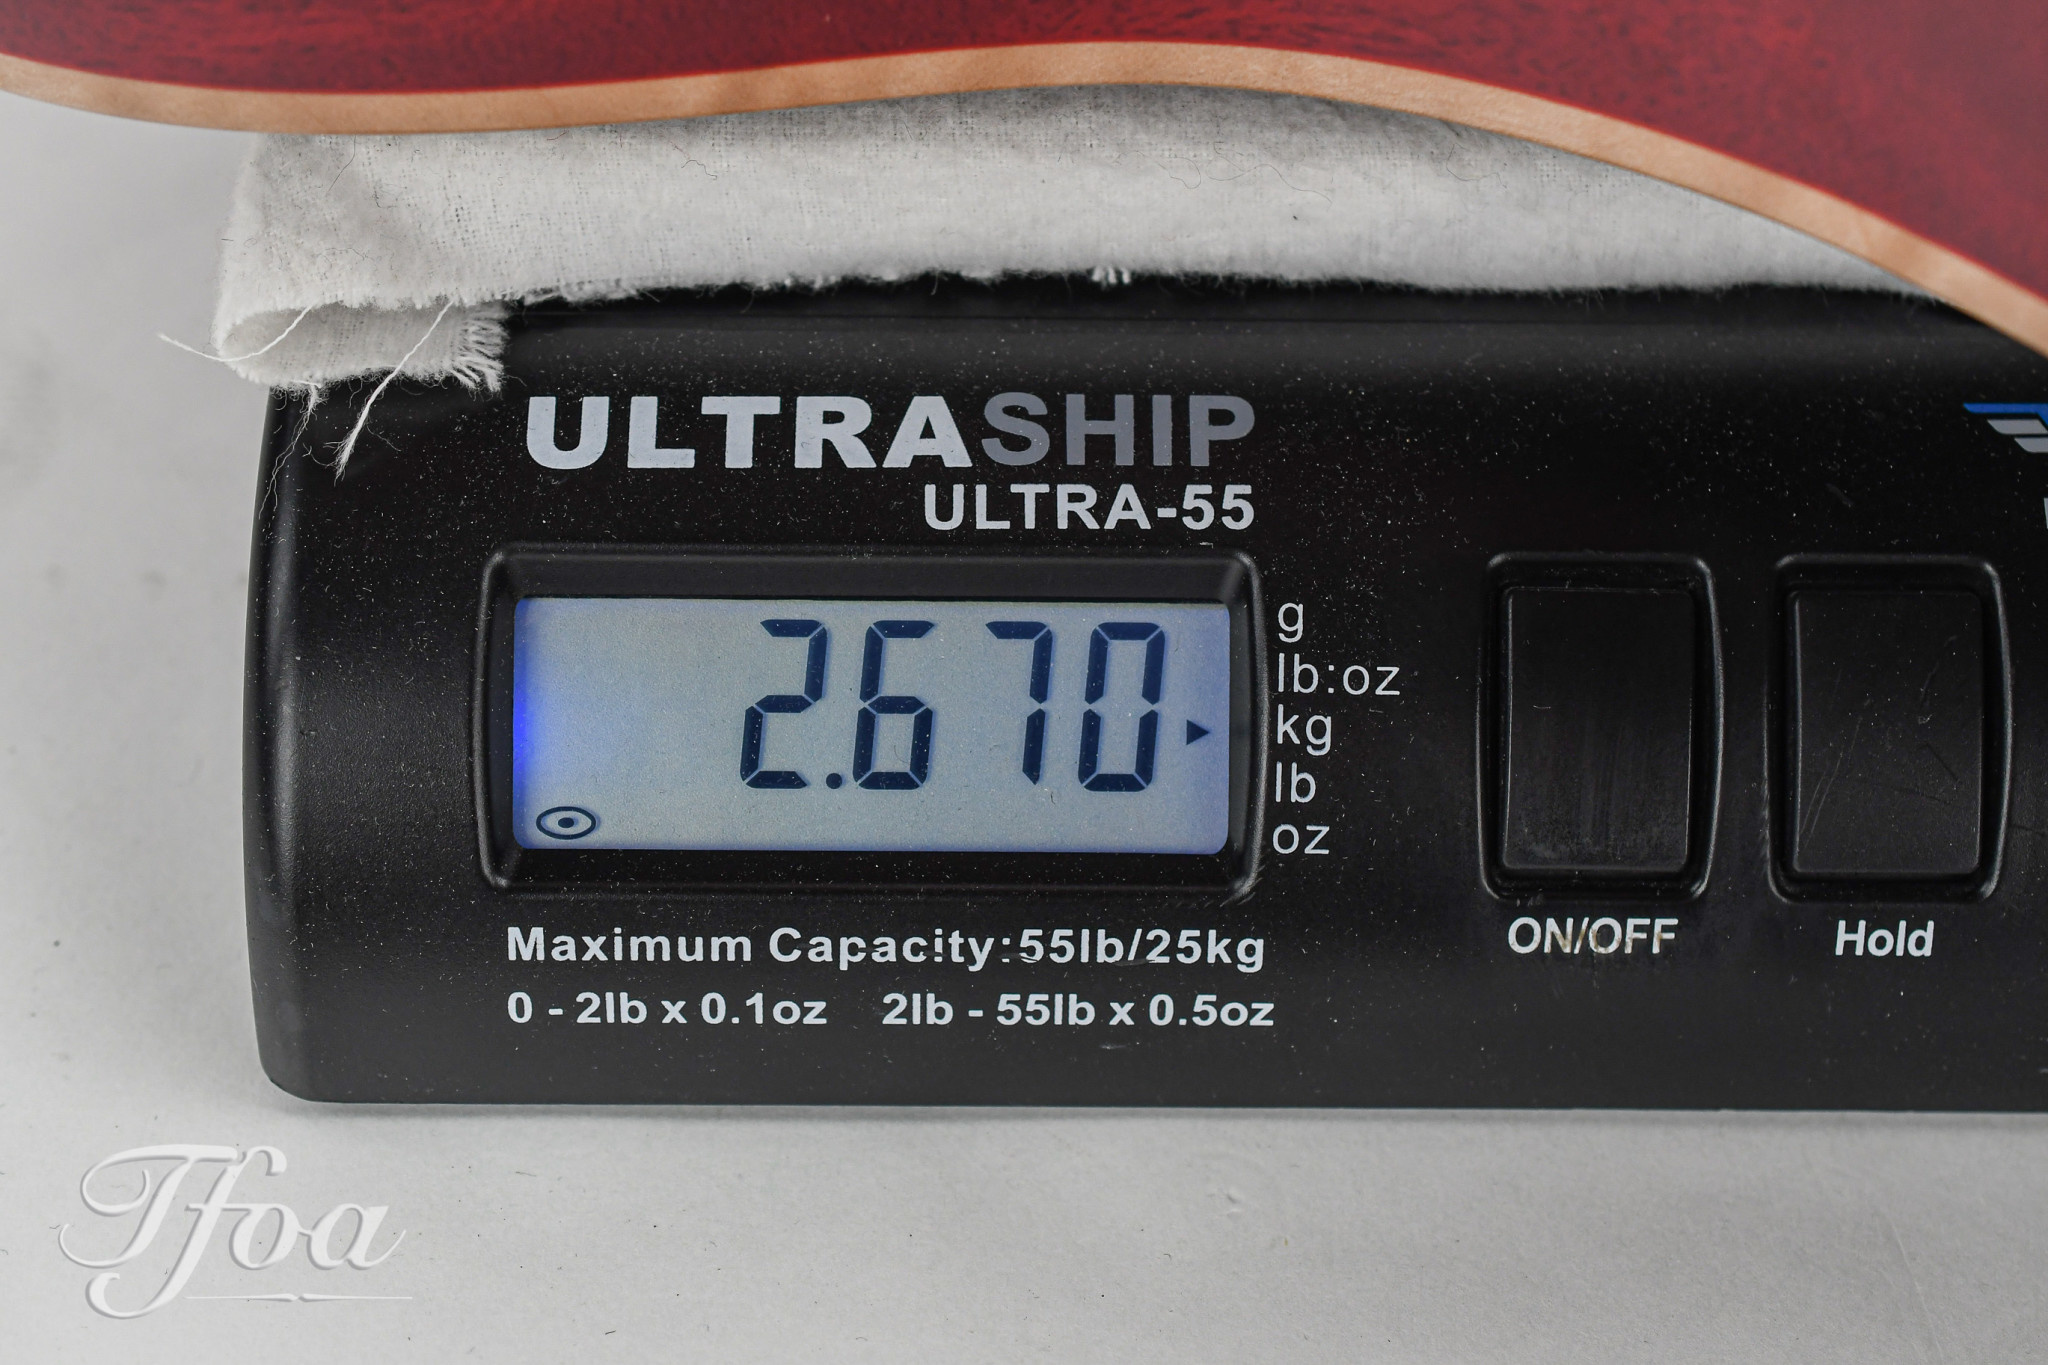 ULTRASHIP
ULTRA-55
2.670
g
lb:oz
kg
lb
oz
ON/OFF
Hold
Maximum Capacity:55lb/25kg
0 - 2lb x 0.1oz 2lb - 55lb x 0.5oz
Tfoa